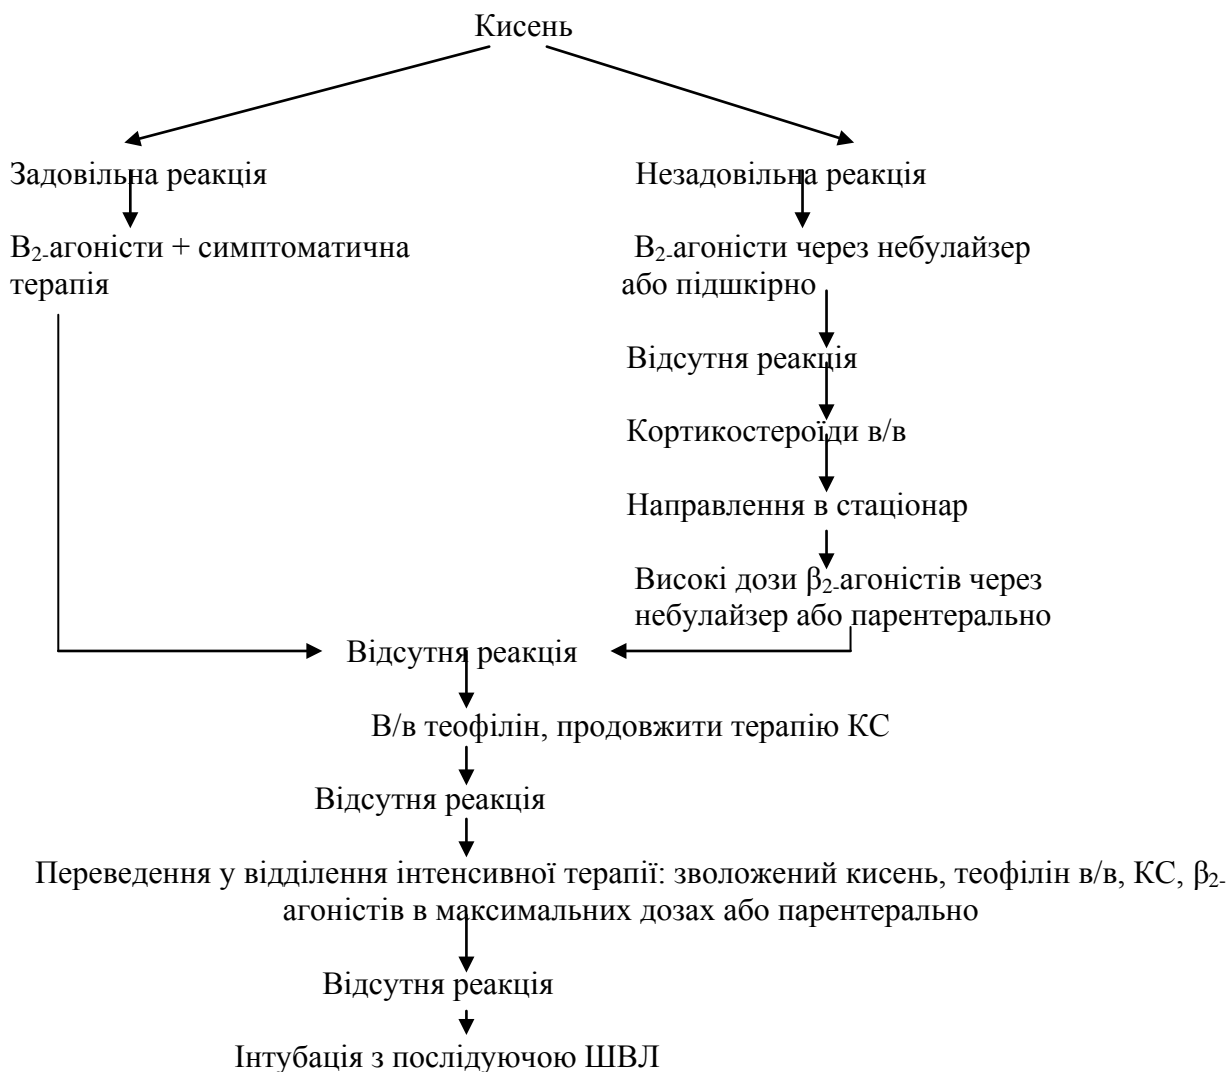 Кисень
Задовільна реакція
Незадовільна реакція
В2-агоністи + симптоматична
терапія
В2-агоністи через небулайзер
або підшкірно
Відсутня реакція
Кортикостероїди в/в
Направлення в стаціонар
Високі дози β2-агоністів через
небулайзер або парентерально
Відсутня реакція
В/в теофілін, продовжити терапію КС
Відсутня реакція
Переведення у відділення інтенсивної терапії: зволожений кисень, теофілін в/в, КС, β2-
агоністів в максимальних дозах або парентерально
Відсутня реакція
Інтубація з послідуючою ШВЛ